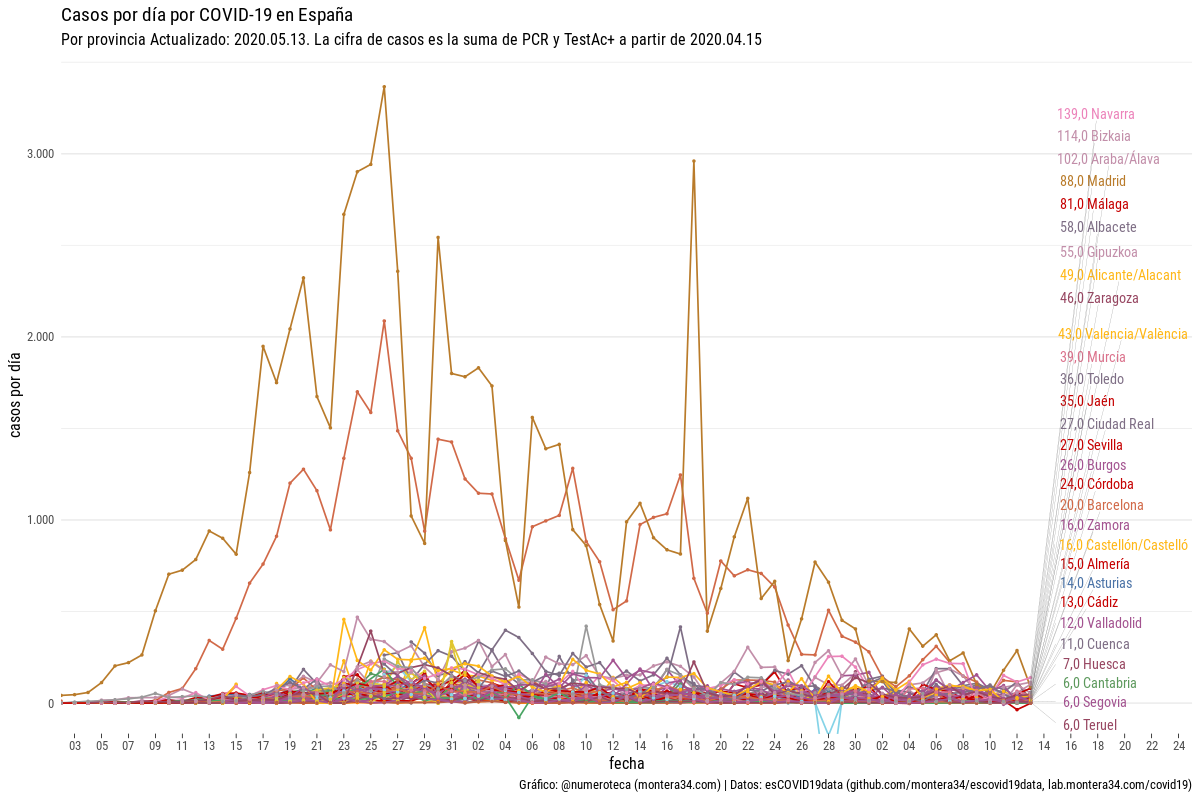 Casos por día por COVID-19 en España
Por provincia Actualizado: 2020.05.13. La cifra de casos es la suma de PCR y TestAc+ a partir de 2020.04.15
casos por día
3.000
2.000
1.000
0
139,0 Navarra
114,0 Bizkaia
102,0 Araba/Álava
88,0 Madrid
81,0 Málaga
58,0 Albacete
55,0 Gipuzkoa
49,0 Alicante/Alacant
46,0 Zaragoza
43,0 Valencia/València
39,0 Murcia
36,0 Toledo
35,0 Jaén
27,0 Ciudad Real
27,0 Sevilla
26,0 Burgos
24,0 Córdoba
20,0 Barcelona
16,0 Zamora
16,0 Castellón/Castelló
15,0 Almería
14,0 Asturias
13,0 Cádiz
12,0 Valladolid
11,0 Cuenca
7,0 Huesca
6,0 Cantabria
6,0 Segovia
6,0 Teruel
03 05 07 09 11 13 15 17 19 21 23 25 27 29 31 02 04 06 08 10 12 14 16 18 20 22 24 26 28 30 02 04 06 08 10 12 14 16 18 20 22 24
fecha
Gráfico: @numeroteca (montera34.com) | Datos: esCOVID19data (github.com/montera34/escovid19data, lab.montera34.com/covid19)